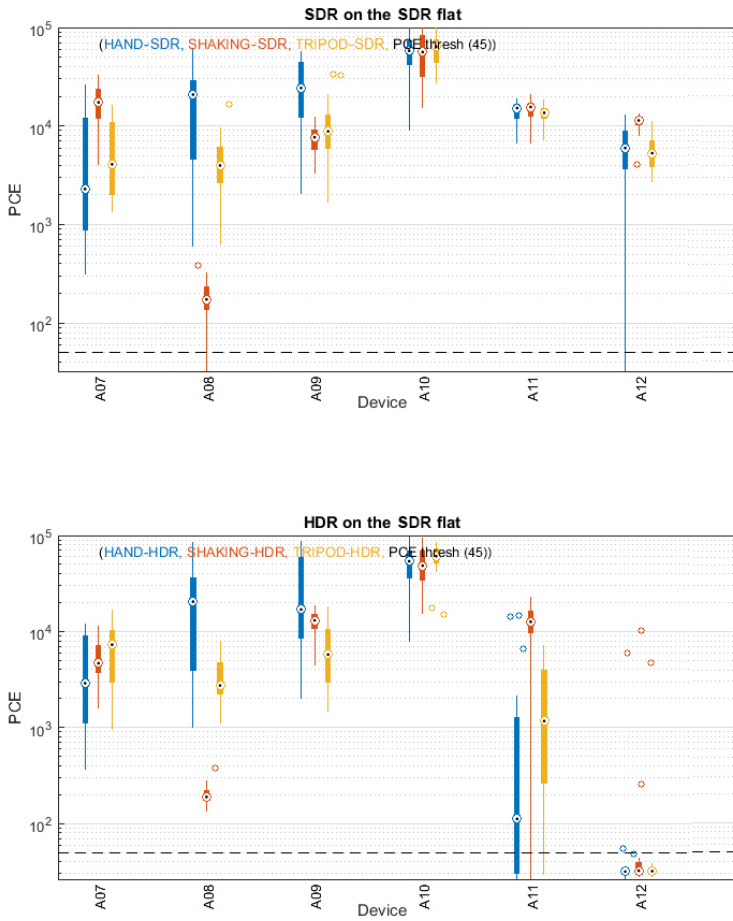 SDR on the SDR flat
(HAND-SDR, SHAKING-SDR, TRIPOD-SDR, PCE thresh (45))
10^5
10^4
10^3
10^2
PCE
A07 A08 A09 A10 A11 A12
Device
HDR on the SDR flat
(HAND-HDR, SHAKING-HDR, TRIPOD-HDR, PCE thresh (45))
10^5
10^4
10^3
10^2
PCE
A07 A08 A09 A10 A11 A12
Device